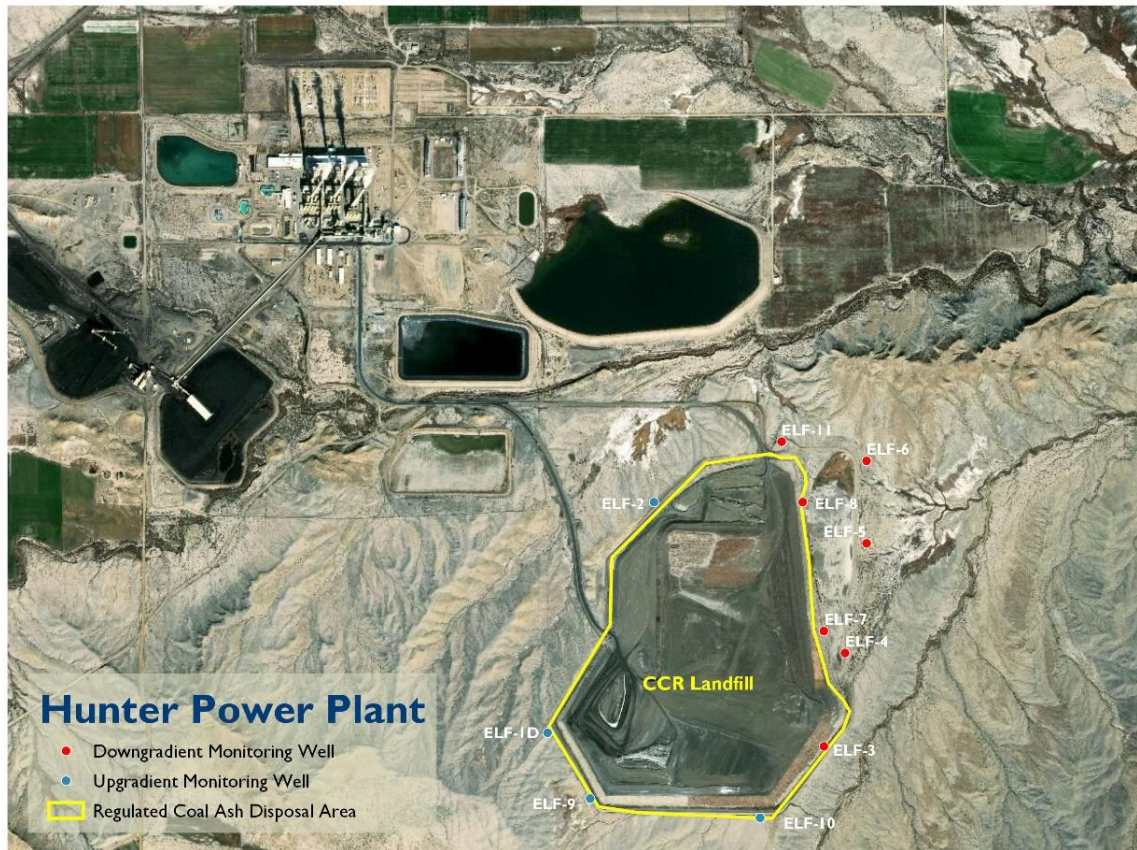 ELF-11
ELF-6
ELF-2
ELF-8
ELF-5
ELF-7
ELF-4
CCR Landfill
ELF-1D
ELF-3
ELF-9
ELF-10
Hunter Power Plant
Downgradient Monitoring Well
Upgradient Monitoring Well
Regulated Coal Ash Disposal Area